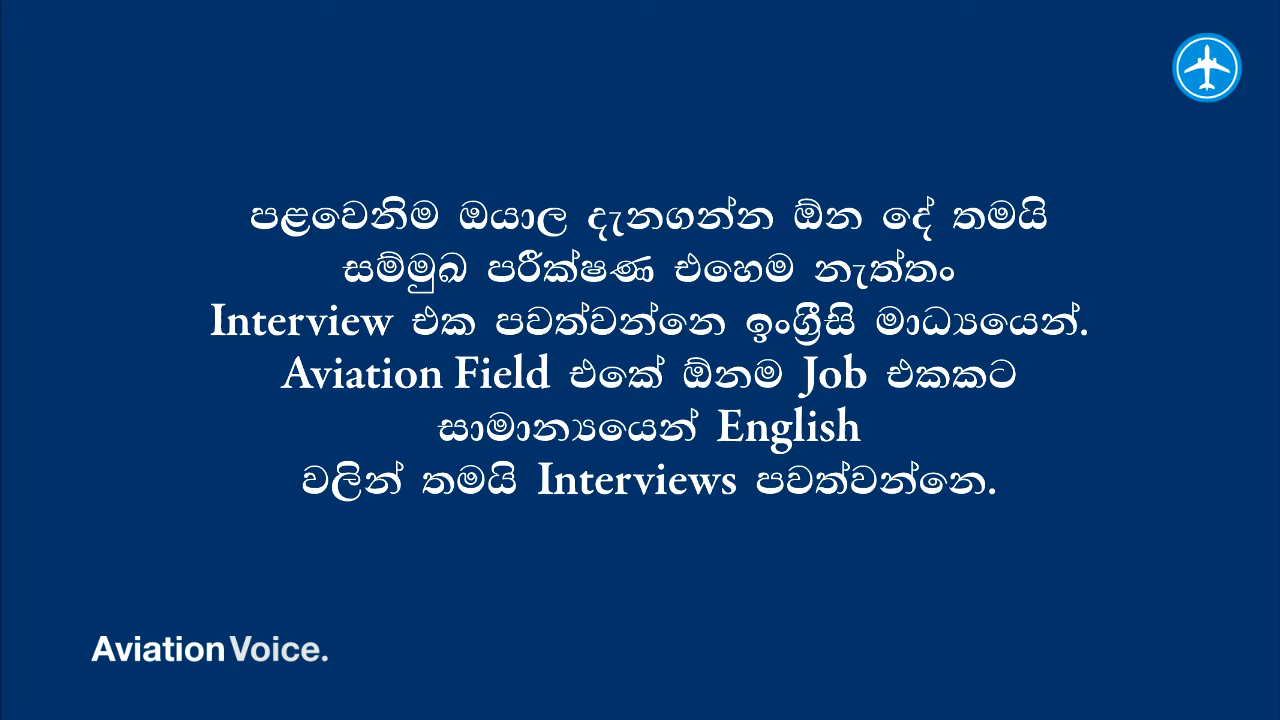 පළවෙනිම ඔයාල දැනගන්න ඕන දේ තමයි
සම්මුඛ පරීක්ෂණ එහෙම නැත්තං
Interview එක පවත්වන්නෙ ඉංග්‍රීසි මාධ්‍යයෙන්.
Aviation Field එකේ ඕනම Job එකකට
සාමාන්‍යයෙන් English
වලින් තමයි Interviews පවත්වන්නෙ.
Aviation Voice.